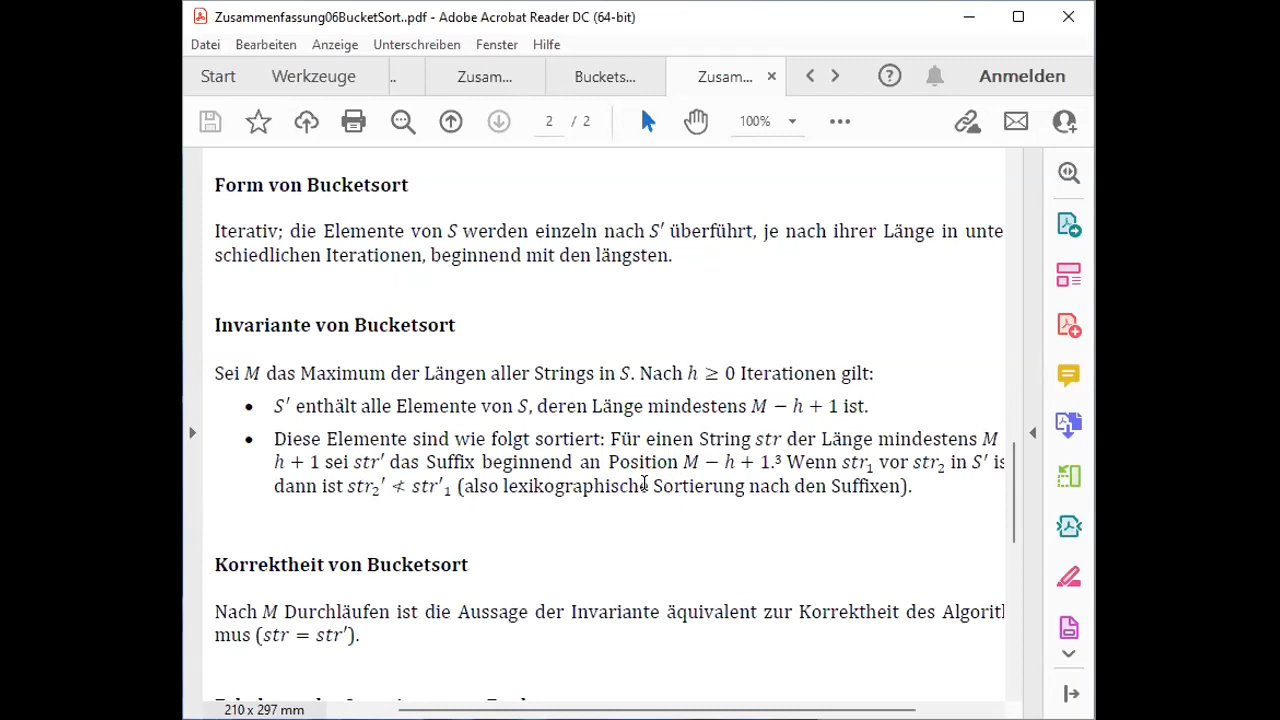 Zusammenfassung06BucketSort..pdf - Adobe Acrobat Reader DC (64-bit)
Datei Bearbeiten Anzeige Unterschreiben Fenster Hilfe
Start Werkzeuge .. Zusam... Buckets... Zusam... Anmelden
2 / 2 100%
Form von Bucketsort
Iterativ; die Elemente von S werden einzeln nach S′ überführt, je nach ihrer Länge in unte
schiedlichen Iterationen, beginnend mit den längsten.
Invariante von Bucketsort
Sei M das Maximum der Längen aller Strings in S. Nach h ≥ 0 Iterationen gilt:
• S′ enthält alle Elemente von S, deren Länge mindestens M − h + 1 ist.
• Diese Elemente sind wie folgt sortiert: Für einen String str der Länge mindestens M
h + 1 sei str′ das Suffix beginnend an Position M − h + 1.³ Wenn str₁ vor str₂ in S′ is
dann ist str₂′ ≮ str′₁ (also lexikographische Sortierung nach den Suffixen).
Korrektheit von Bucketsort
Nach M Durchläufen ist die Aussage der Invariante äquivalent zur Korrektheit des Algorit
mus (str = str′).
210 x 297 mm